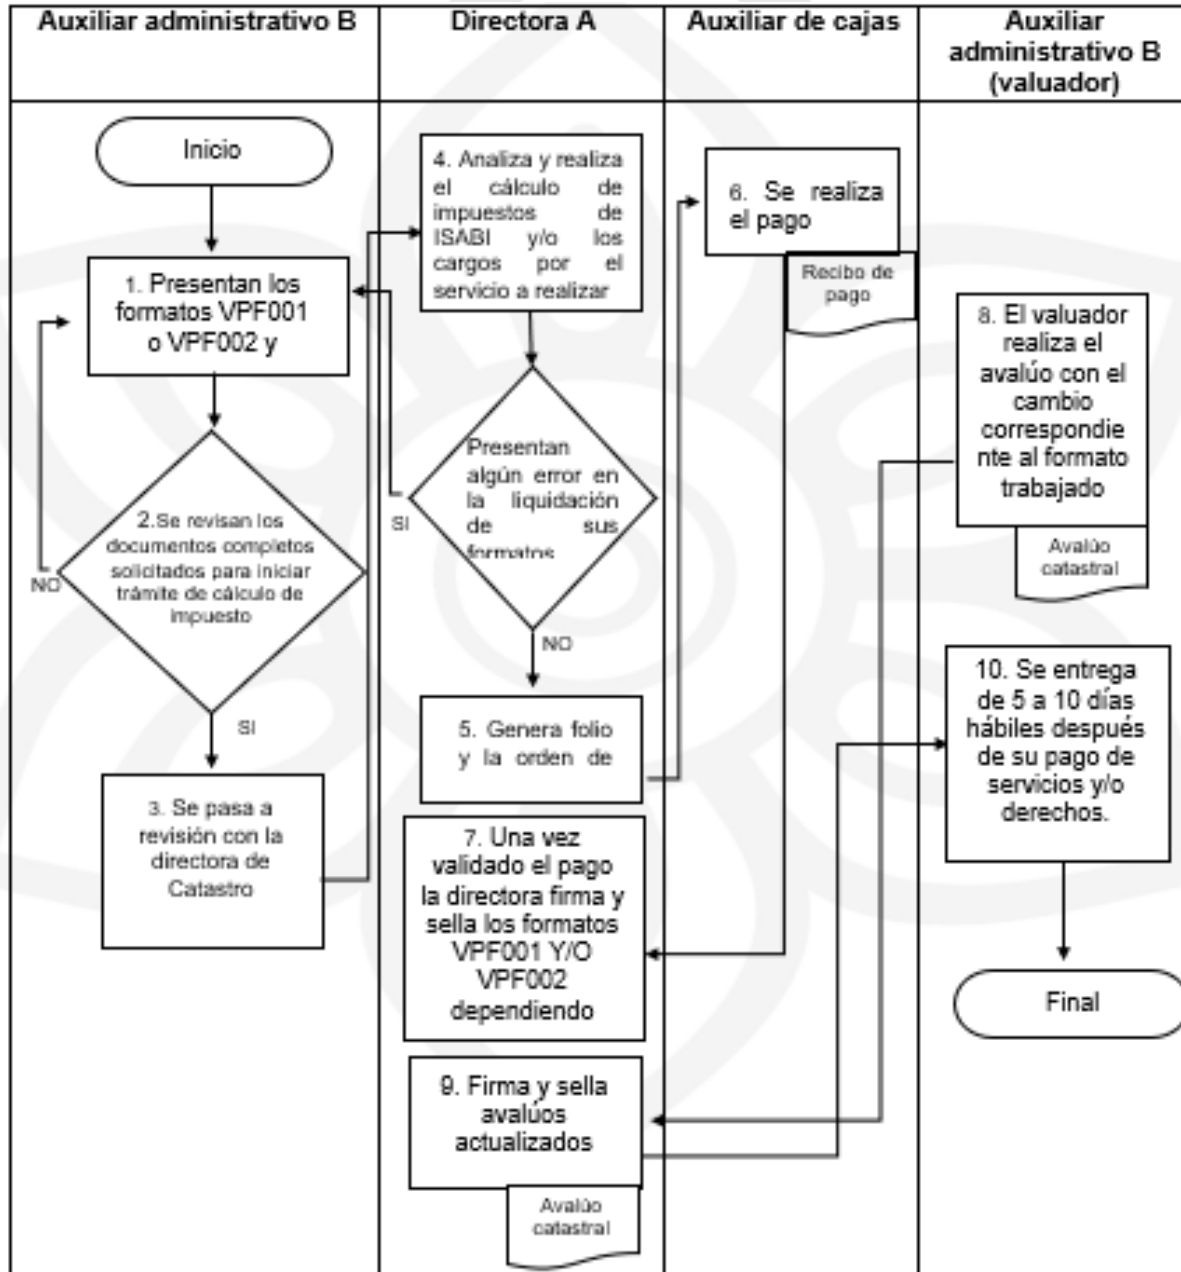 Auxiliar administrativo B
Directora A
Auxiliar de cajas
Auxiliar
administrativo B
(valuador)
Inicio
1. Presentan los
formatos VPF001
o VPF002 y
2.Se revisan los
documentos completos
solicitados para iniciar
trámite de cálculo de
impuesto
NO
SI
3. Se pasa a
revisión con la
directora de
Catastro
4. Analiza y realiza
el cálculo de
impuestos de
ISABI y/o los
cargos por el
servicio a realizar
Presentan
algún error en
la liquidación
de sus
formatos
SI
NO
5. Genera folio
y la orden de
6. Se realiza
el pago
Recibo de
pago
7. Una vez
validado el pago
la directora firma y
sella los formatos
VPF001 Y/O
VPF002
dependiendo
8. El valuador
realiza el
avalúo con el
cambio
correspondie
nte al formato
trabajado
Avalúo
catastral
9. Firma y sella
avalúos
actualizados
Avalúo
catastral
10. Se entrega
de 5 a 10 días
hábiles después
de su pago de
servicios y/o
derechos.
Final